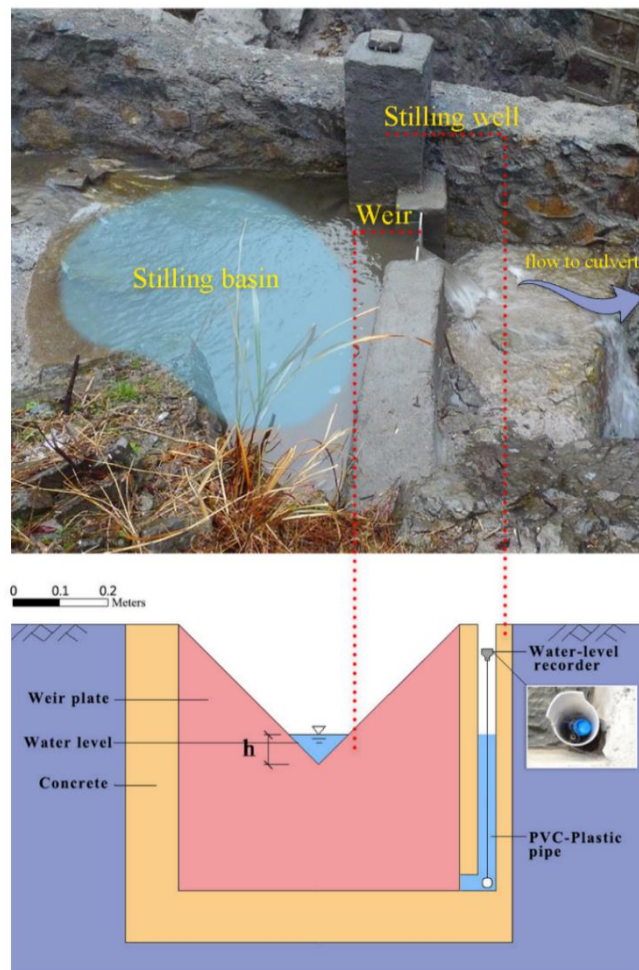 Stilling well
Weir
Stilling basin
flow to culvert
0 0.1 0.2
Meters
Water-level
recorder
Weir plate
Water level
h
Concrete
PVC-Plastic
pipe